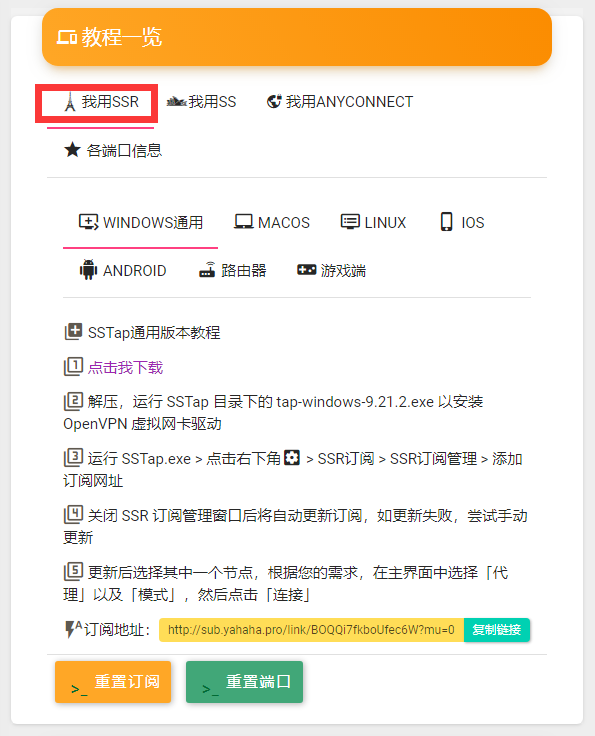 教程一览
我用SSR 我用SS 我用ANYCONNECT
各端口信息
WINDOWS通用 MACOS LINUX IOS
ANDROID 路由器 游戏端
SSTap通用版本教程
1 点击我下载
2 解压，运行 SSTap 目录下的 tap-windows-9.21.2.exe 以安装
OpenVPN 虚拟网卡驱动
3 运行 SSTap.exe > 点击右下角 > SSR订阅 > SSR订阅管理 > 添加
订阅网址
4 关闭 SSR 订阅管理窗口后将自动更新订阅，如更新失败，尝试手动
更新
5 更新后选择其中一个节点，根据您的需求，在主界面中选择「代
理」以及「模式」，然后点击「连接」
订阅地址： http://sub.yahaha.pro/link/BOQQi7fkboUfec6W?mu=0 复制链接
>_ 重置订阅 >_ 重置端口